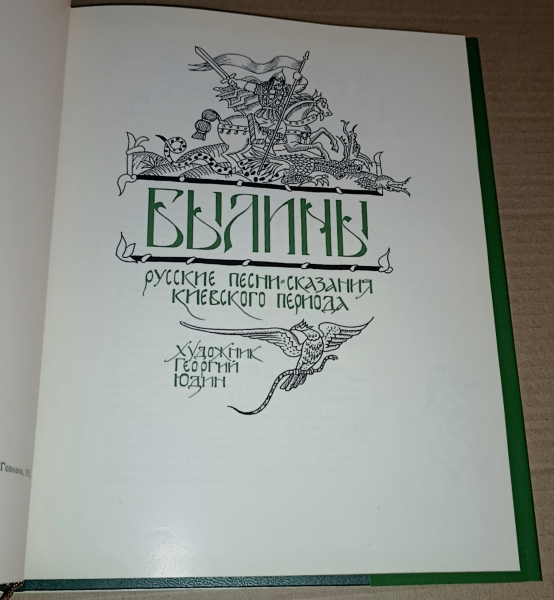 БЫЛИНЫ
РУССКИЕ ПЕСНИ-СКАЗАНИЯ
КИЕВСКОГО ПЕРИОДА
ХУДОЖНИК
ГЕОРГИЙ
ЮДИН